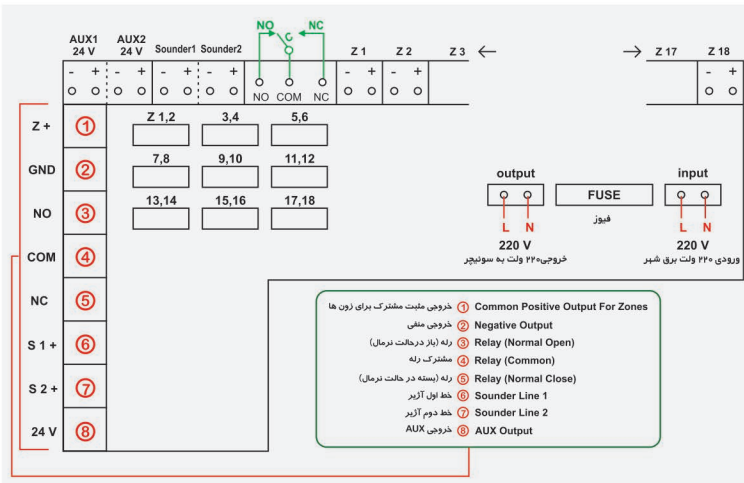 NO NC
C
AUX1 AUX2
24 V 24 V Sounder1 Sounder2 Z 1 Z 2 Z 3 Z 17 Z 18
- + - + - + - + - + - + - +
NO COM NC
Z + 1
GND 2
NO 3
COM 4
NC 5
S 1 + 6
S 2 + 7
24 V 8
Z 1,2 3,4 5,6
7,8 9,10 11,12
13,14 15,16 17,18
output FUSE input
فیوز
L N L N
220 V 220 V
خروجی۲۲۰ ولت به سوئیچر ورودی ۲۲۰ ولت برق شهر
خروجی مثبت مشترک برای زون ها 1 Common Positive Output For Zones
خروجی منفی 2 Negative Output
رله (باز درحالت نرمال) 3 Relay (Normal Open)
مشترک رله 4 Relay (Common)
رله (بسته در حالت نرمال) 5 Relay (Normal Close)
خط اول آژیر 6 Sounder Line 1
خط دوم آژیر 7 Sounder Line 2
خروجی AUX 8 AUX Output